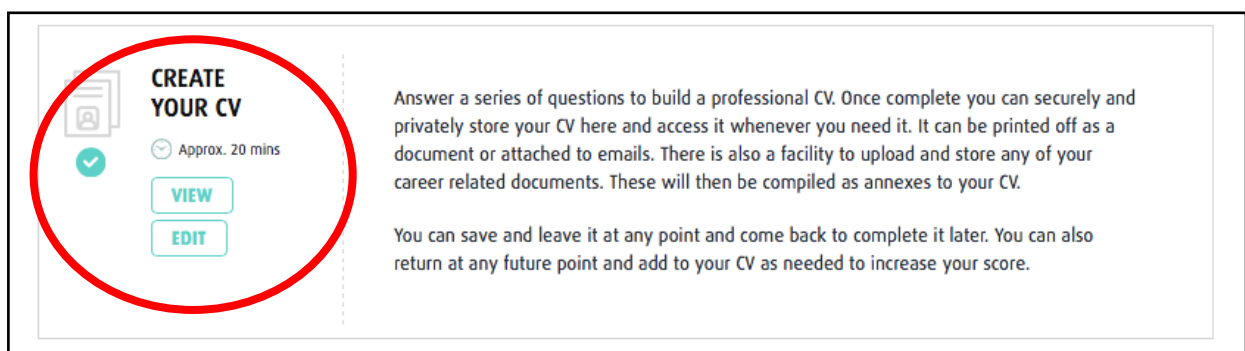 CREATE
YOUR CV
Approx. 20 mins
VIEW
EDIT
Answer a series of questions to build a professional CV. Once complete you can securely and
privately store your CV here and access it whenever you need it. It can be printed off as a
document or attached to emails. There is also a facility to upload and store any of your
career related documents. These will then be compiled as annexes to your CV.
You can save and leave it at any point and come back to complete it later. You can also
return at any future point and add to your CV as needed to increase your score.